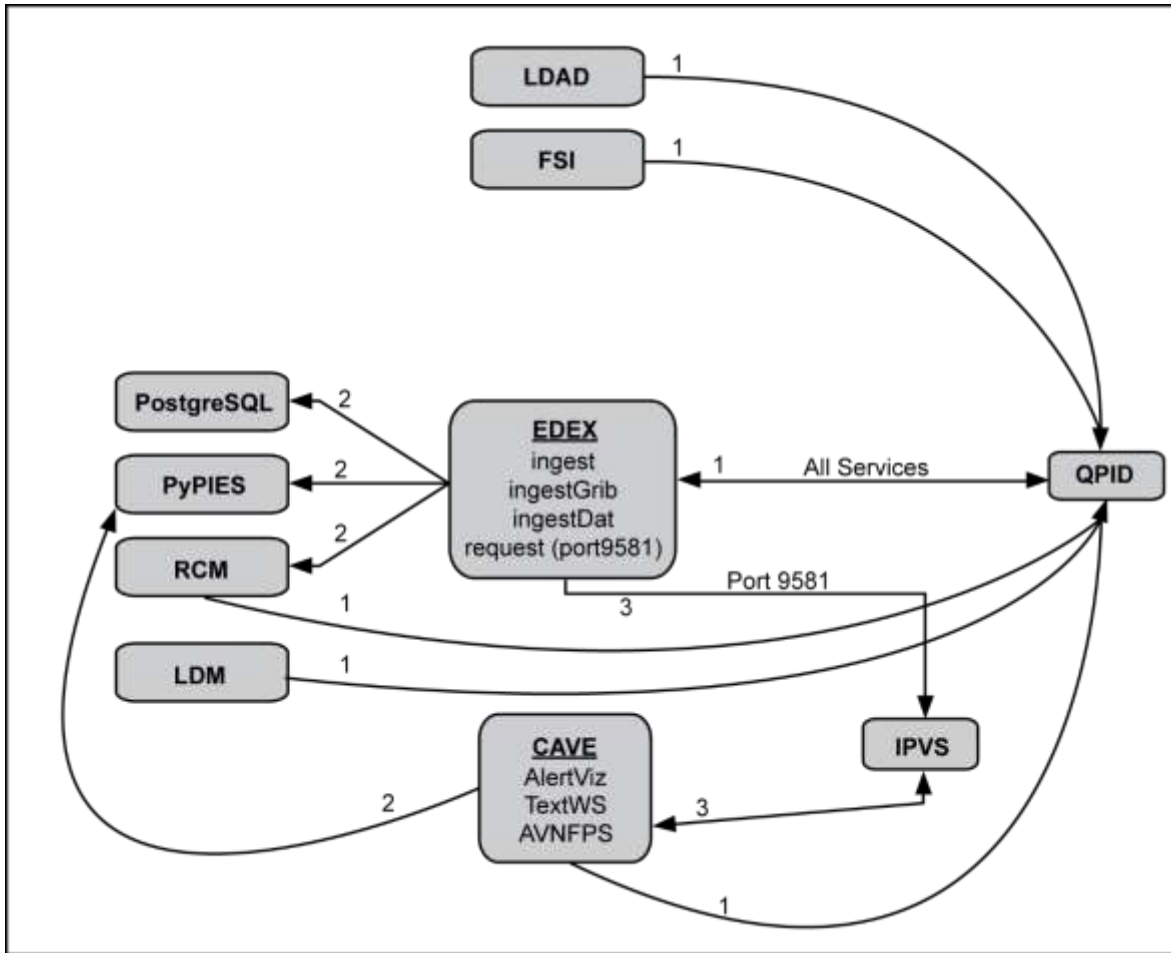 LDAD
1
FSI
1
PostgreSQL
2
EDEX
ingest
ingestGrib
ingestDat
request (port9581)
1
All Services
QPID
PyPIES
2
RCM
2
1
3
Port 9581
LDM
1
CAVE
AlertViz
TextWS
AVNFPS
IPVS
2
3
1